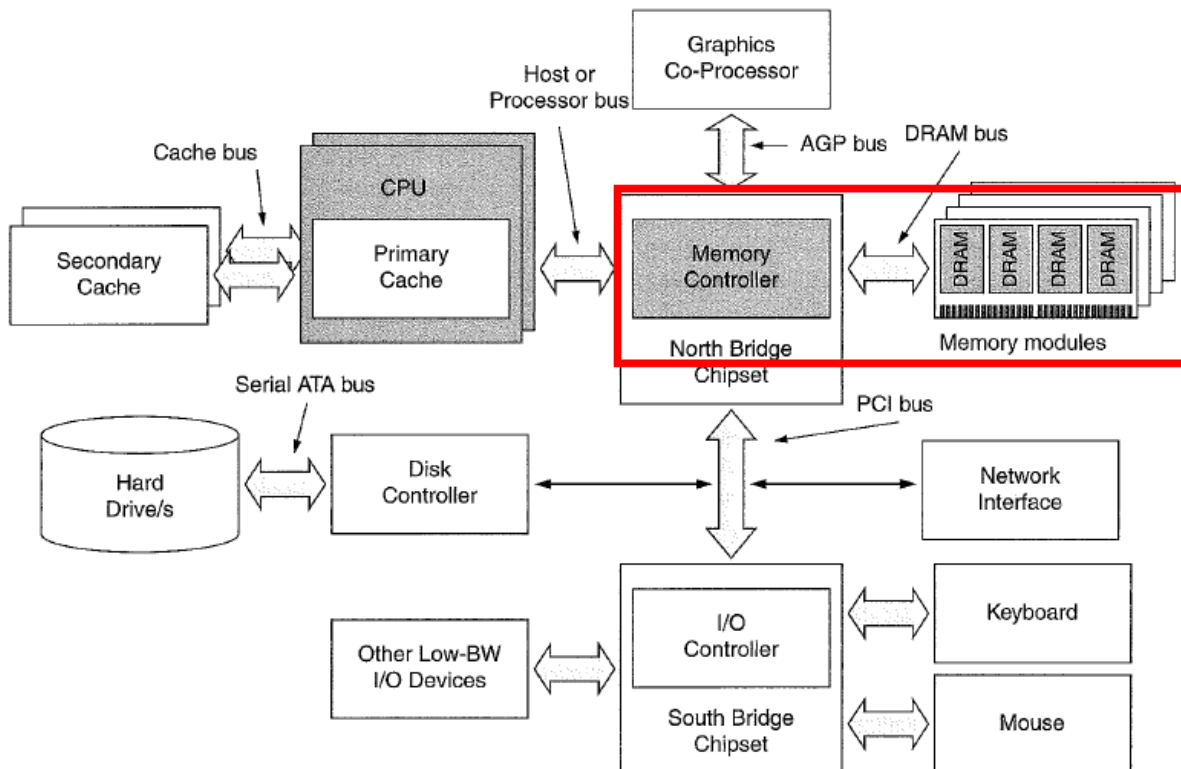 Graphics
Co-Processor
Host or
Processor bus
AGP bus
DRAM bus
Cache bus
CPU
Primary
Cache
Secondary
Cache
Memory
Controller
North Bridge
Chipset
DRAM
DRAM
DRAM
DRAM
Memory modules
Serial ATA bus
PCI bus
Hard
Drive/s
Disk
Controller
Network
Interface
I/O
Controller
South Bridge
Chipset
Keyboard
Other Low-BW
I/O Devices
Mouse